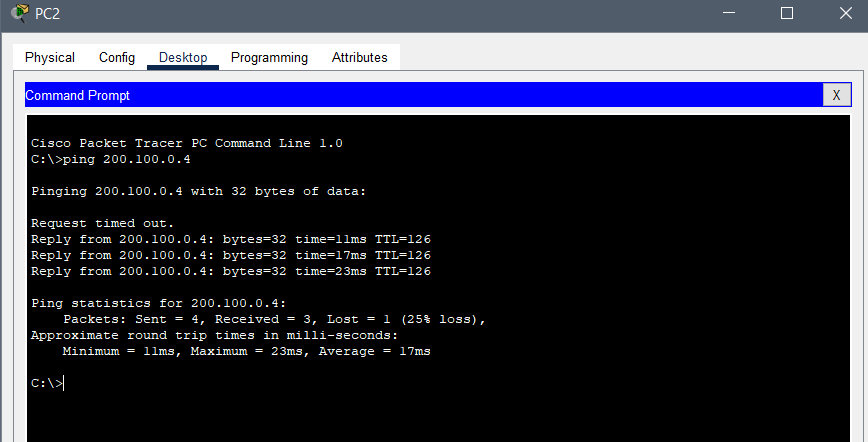 PC2
Physical Config Desktop Programming Attributes
Command Prompt
X
Cisco Packet Tracer PC Command Line 1.0
C:\>ping 200.100.0.4
Pinging 200.100.0.4 with 32 bytes of data:
Request timed out.
Reply from 200.100.0.4: bytes=32 time=11ms TTL=126
Reply from 200.100.0.4: bytes=32 time=17ms TTL=126
Reply from 200.100.0.4: bytes=32 time=23ms TTL=126
Ping statistics for 200.100.0.4:
    Packets: Sent = 4, Received = 3, Lost = 1 (25% loss),
Approximate round trip times in milli-seconds:
    Minimum = 11ms, Maximum = 23ms, Average = 17ms
C:\>